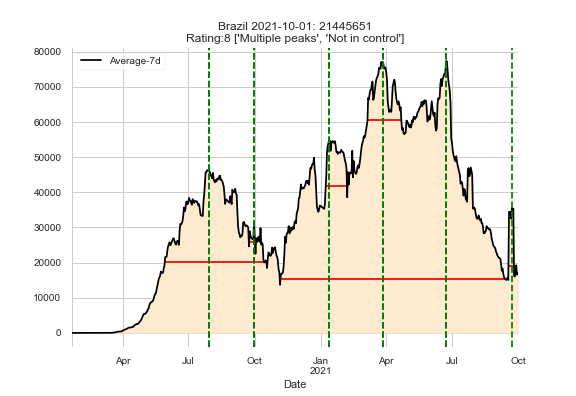 Brazil 2021-10-01: 21445651
Rating:8 ['Multiple peaks', 'Not in control']
Average-7d
80000
70000
60000
50000
40000
30000
20000
10000
0
Apr
Jul
Oct
Jan
2021
Apr
Jul
Oct
Date